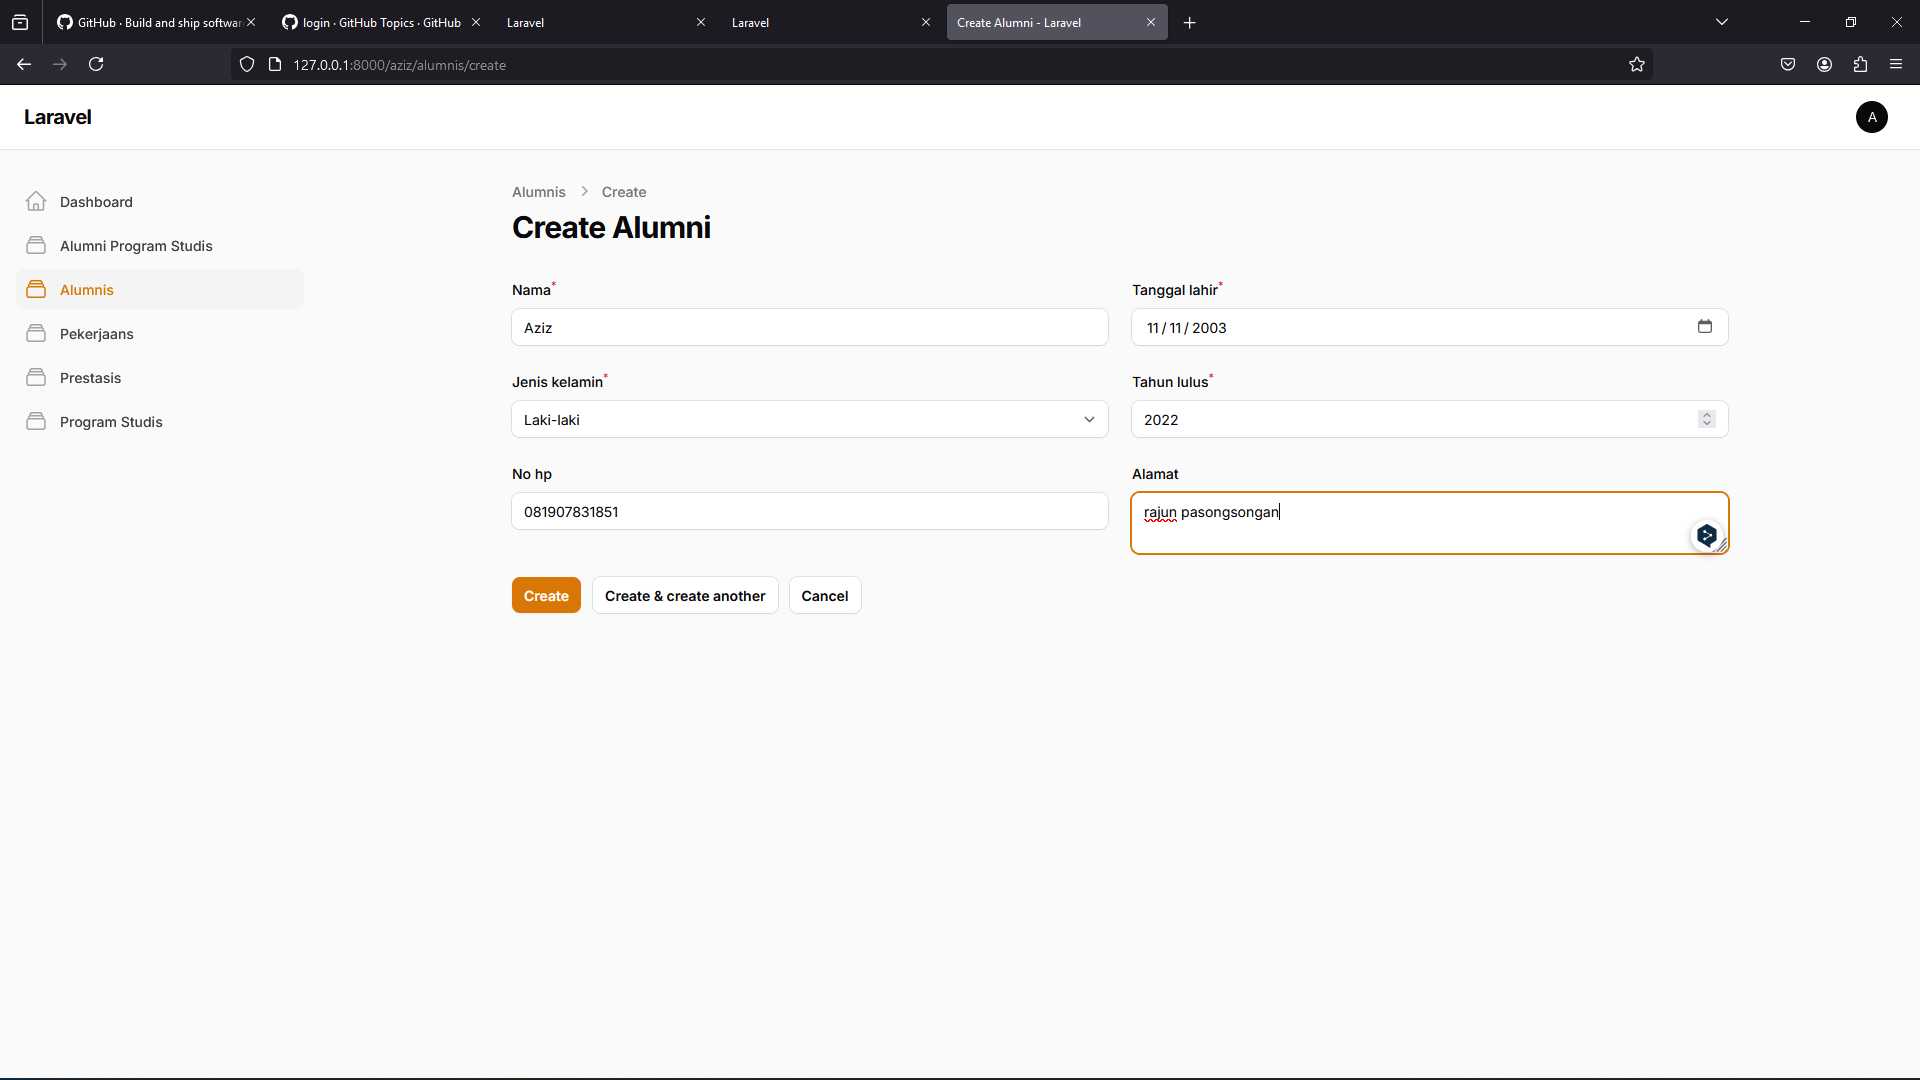 GitHub · Build and ship softwar
login · GitHub Topics · GitHub
Laravel
Laravel
Create Alumni - Laravel
127.0.0.1:8000/aziz/alumnis/create
Laravel
A
Dashboard
Alumni Program Studis
Alumnis
Pekerjaans
Prestasis
Program Studis
Alumnis > Create
Create Alumni
Nama*
Aziz
Tanggal lahir*
11/11/2003
Jenis kelamin*
Laki-laki
Tahun lulus*
2022
No hp
081907831851
Alamat
rajun pasongsongan
Create
Create & create another
Cancel